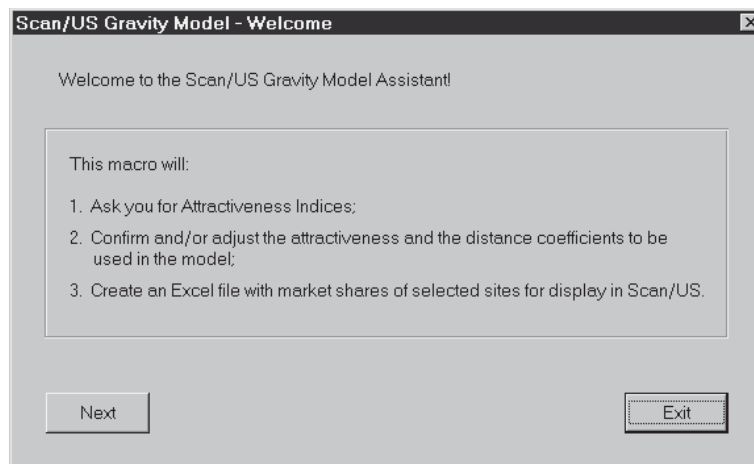 Scan/US Gravity Model - Welcome
Welcome to the Scan/US Gravity Model Assistant!
This macro will:
1. Ask you for Attractiveness Indices;
2. Confirm and/or adjust the attractiveness and the distance coefficients to be
used in the model;
3. Create an Excel file with market shares of selected sites for display in Scan/US.
Next
Exit